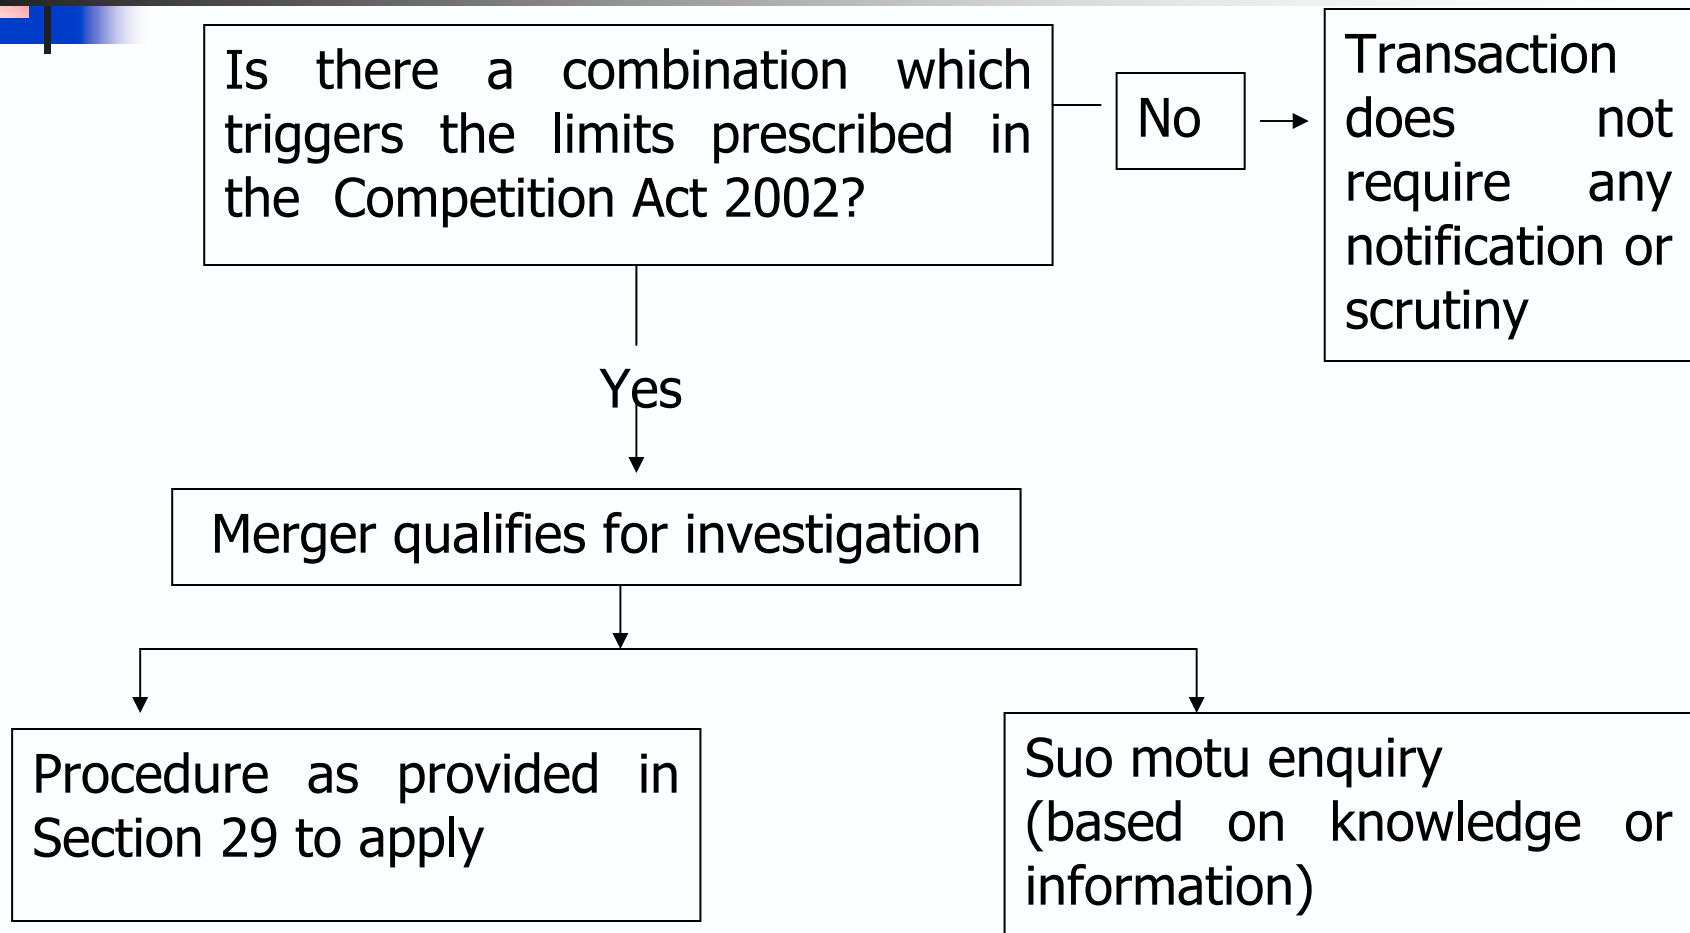 Is there a combination which
triggers the limits prescribed in
the Competition Act 2002?
No
Transaction
does not
require any
notification or
scrutiny
Yes
Merger qualifies for investigation
Procedure as provided in
Section 29 to apply
Suo motu enquiry
(based on knowledge or
information)